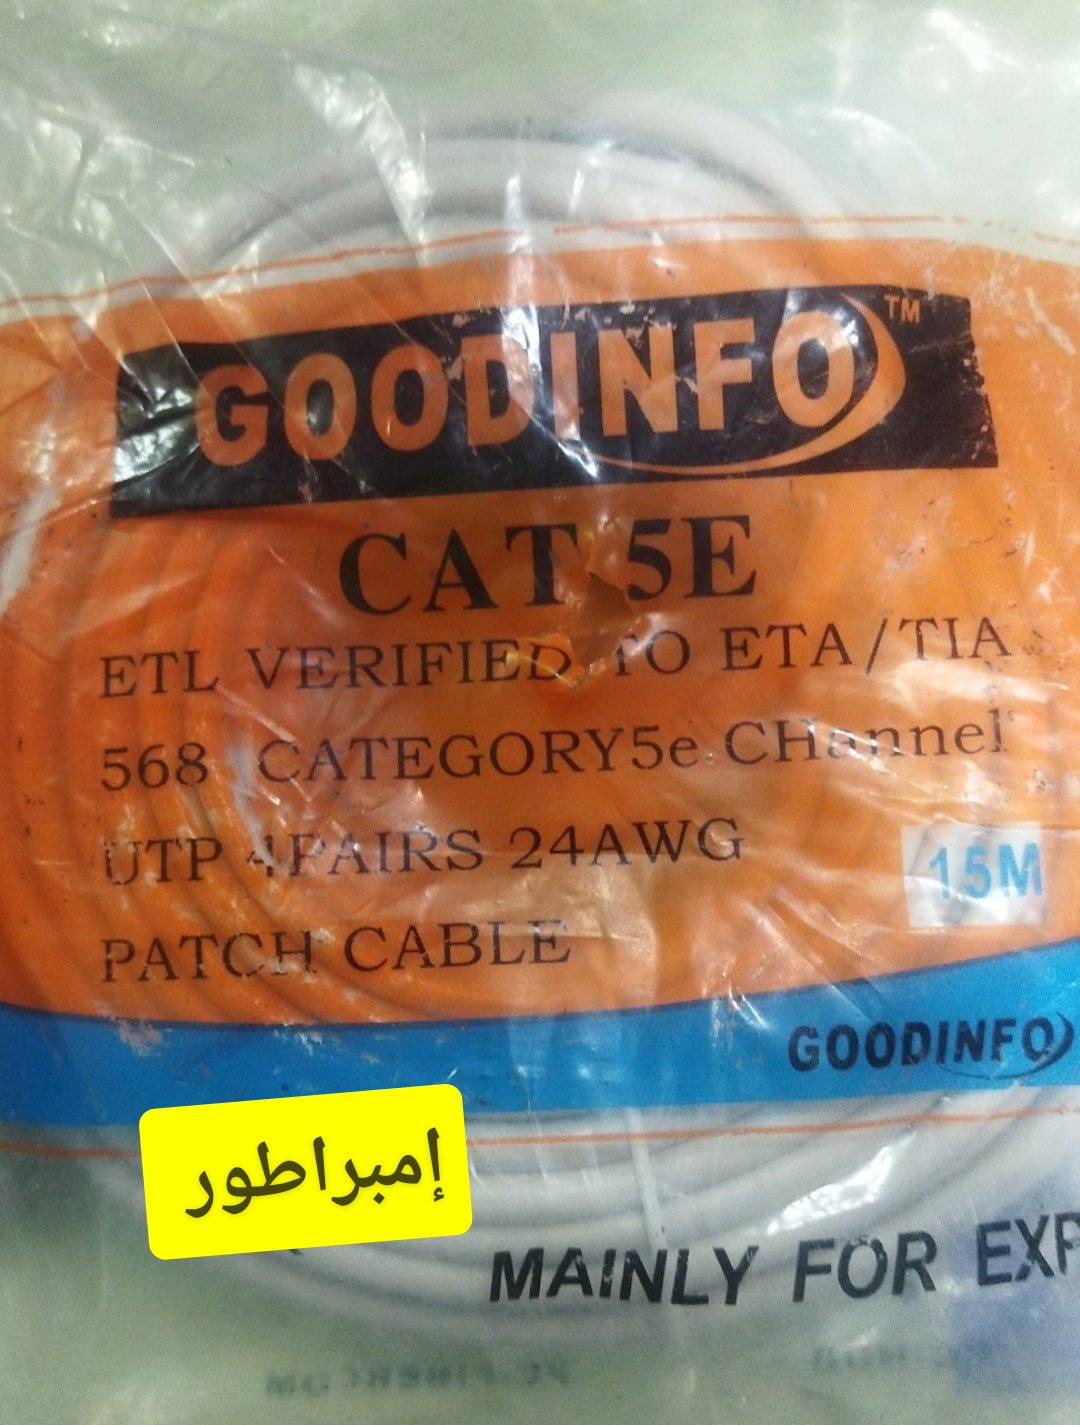 GOODINFO™
CAT 5E
ETL VERIFIED TO ETA/TIA
568 CATEGORY5e CHannel
UTP 4PAIRS 24AWG
15M
PATCH CABLE
GOODINFO
إمبراطور
MAINLY FOR EXP